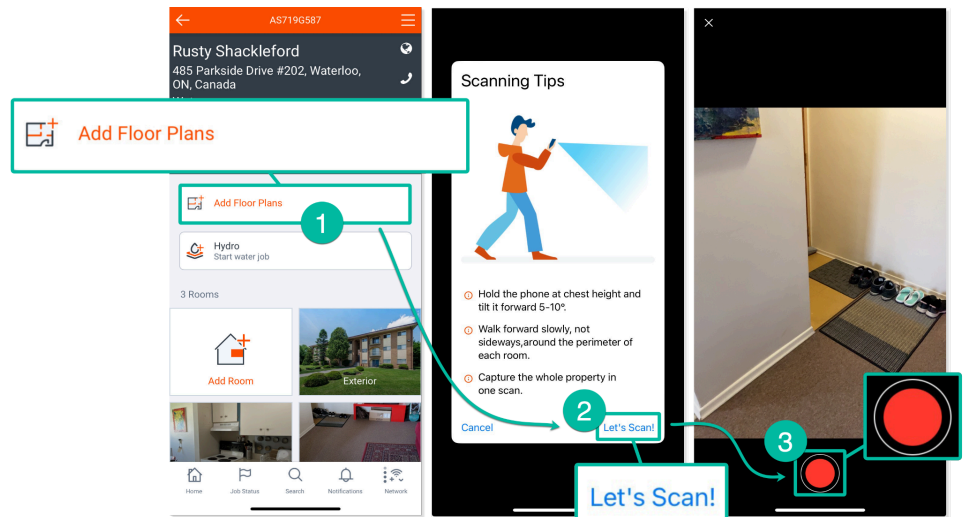 AS719G587
Rusty Shackleford
485 Parkside Drive #202, Waterloo,
ON, Canada
Add Floor Plans
Add Floor Plans
1
Hydro
Start water job
3 Rooms
Add Room
Exterior
Home
Job Status
Search
Notifications
Network
Scanning Tips
Hold the phone at chest height and
tilt it forward 5-10°.
Walk forward slowly, not
sideways,around the perimeter of
each room.
Capture the whole property in
one scan.
2
Cancel
Let's Scan!
Let's Scan!
3